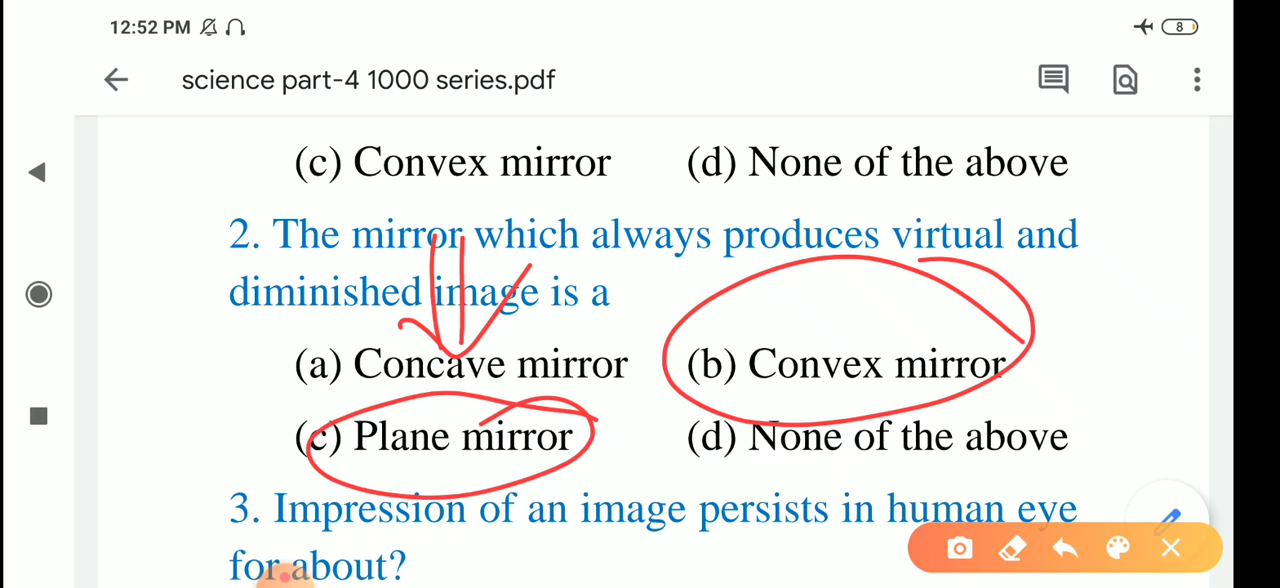 12:52 PM 8
science part-4 1000 series.pdf
(c) Convex mirror (d) None of the above
2. The mirror which always produces virtual and
diminished image is a
(a) Concave mirror (b) Convex mirror
(c) Plane mirror (d) None of the above
3. Impression of an image persists in human eye
for about?